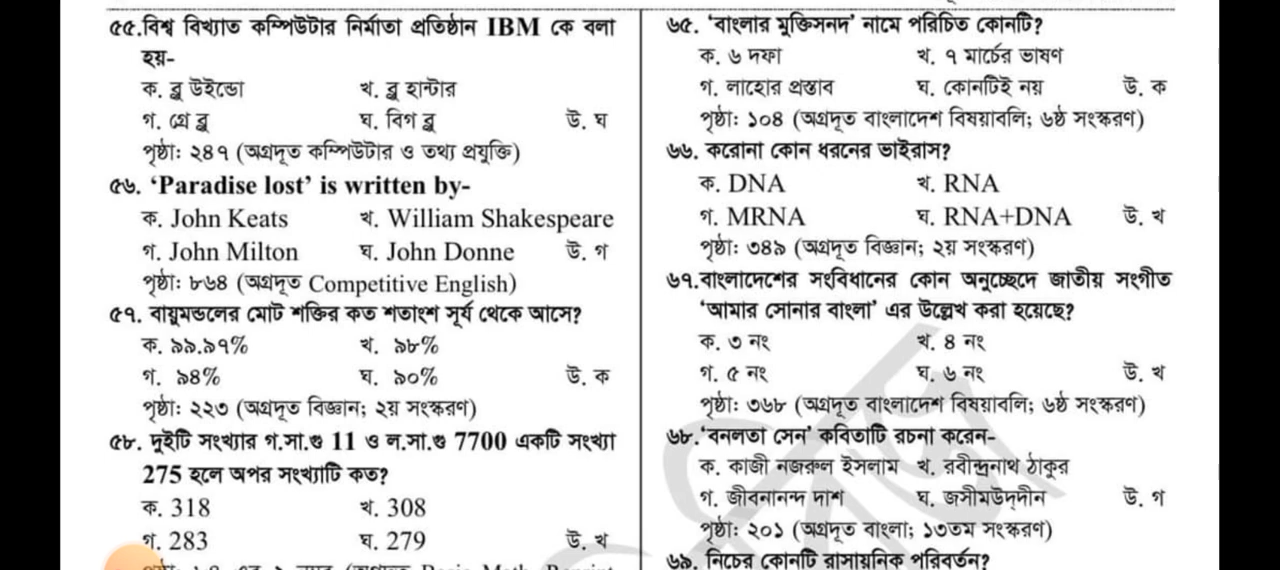 ৫৫.বিশ্ব বিখ্যাত কম্পিউটার নির্মাতা প্রতিষ্ঠান IBM কে বলা
হয়-
ক. ব্লু উইন্ডো খ. ব্লু হান্টার
গ. গ্রে ব্লু ঘ. বিগ ব্লু উ. ঘ
পৃষ্ঠা: ২৪৭ (অগ্রদূত কম্পিউটার ও তথ্য প্রযুক্তি)
৫৬. ‘Paradise lost’ is written by-
ক. John Keats খ. William Shakespeare
গ. John Milton ঘ. John Donne উ. গ
পৃষ্ঠা: ৮৬৪ (অগ্রদূত Competitive English)
৫৭. বায়ুমন্ডলের মোট শক্তির কত শতাংশ সূর্য থেকে আসে?
ক. ৯৯.৯৭% খ. ৯৮%
গ. ৯৪% ঘ. ৯০% উ. ক
পৃষ্ঠা: ২২৩ (অগ্রদূত বিজ্ঞান; ২য় সংস্করণ)
৫৮. দুইটি সংখ্যার গ.সা.গু 11 ও ল.সা.গু 7700 একটি সংখ্যা
275 হলে অপর সংখ্যাটি কত?
ক. 318 খ. 308
গ. 283 ঘ. 279 উ. খ
৬৫. ‘বাংলার মুক্তিসনদ’ নামে পরিচিত কোনটি?
ক. ৬ দফা খ. ৭ মার্চের ভাষণ
গ. লাহোর প্রস্তাব ঘ. কোনটিই নয় উ. ক
পৃষ্ঠা: ১০৪ (অগ্রদূত বাংলাদেশ বিষয়াবলি; ৬ষ্ঠ সংস্করণ)
৬৬. করোনা কোন ধরনের ভাইরাস?
ক. DNA খ. RNA
গ. MRNA ঘ. RNA+DNA উ. খ
পৃষ্ঠা: ৩৪৯ (অগ্রদূত বিজ্ঞান; ২য় সংস্করণ)
৬৭.বাংলাদেশের সংবিধানের কোন অনুচ্ছেদে জাতীয় সংগীত
‘আমার সোনার বাংলা’ এর উল্লেখ করা হয়েছে?
ক. ৩ নং খ. ৪ নং
গ. ৫ নং ঘ. ৬ নং উ. খ
পৃষ্ঠা: ৩৬৮ (অগ্রদূত বাংলাদেশ বিষয়াবলি; ৬ষ্ঠ সংস্করণ)
৬৮.‘বনলতা সেন’ কবিতাটি রচনা করেন-
ক. কাজী নজরুল ইসলাম খ. রবীন্দ্রনাথ ঠাকুর
গ. জীবনানন্দ দাশ ঘ. জসীমউদ্‌দীন উ. গ
পৃষ্ঠা: ২০১ (অগ্রদূত বাংলা; ১৩তম সংস্করণ)
৬৯. নিচের কোনটি রাসায়নিক পরিবর্তন?